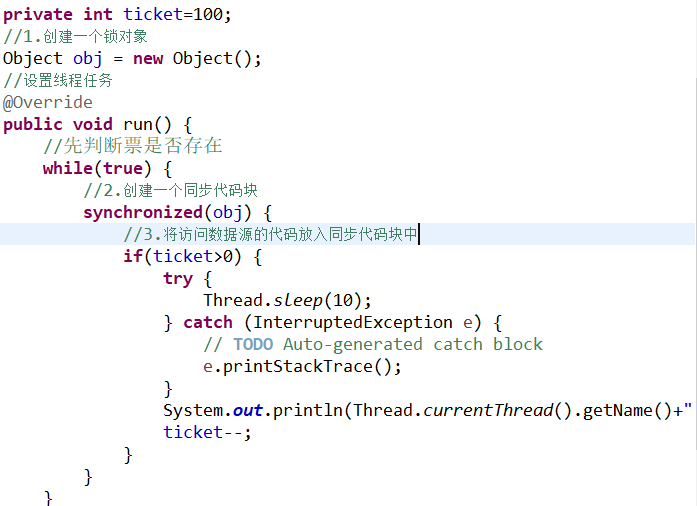 private int ticket=100;
//1.创建一个锁对象
Object obj = new Object();
//设置线程任务
@Override
public void run() {
//先判断票是否存在
while(true) {
//2.创建一个同步代码块
synchronized(obj) {
//3.将访问数据源的代码放入同步代码块中
if(ticket>0) {
try {
Thread.sleep(10);
} catch (InterruptedException e) {
// TODO Auto-generated catch block
e.printStackTrace();
}
System.out.println(Thread.currentThread().getName()+"
ticket--;
}
}
}